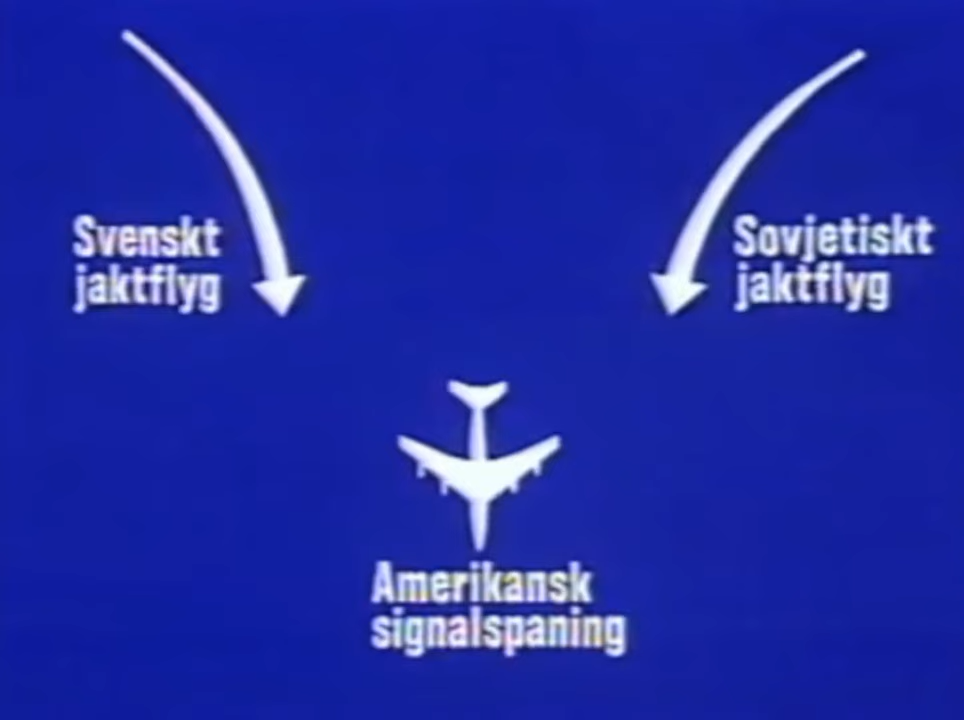 Svenskt
jaktflyg
Sovjetiskt
jaktflyg
Amerikansk
signalspaning